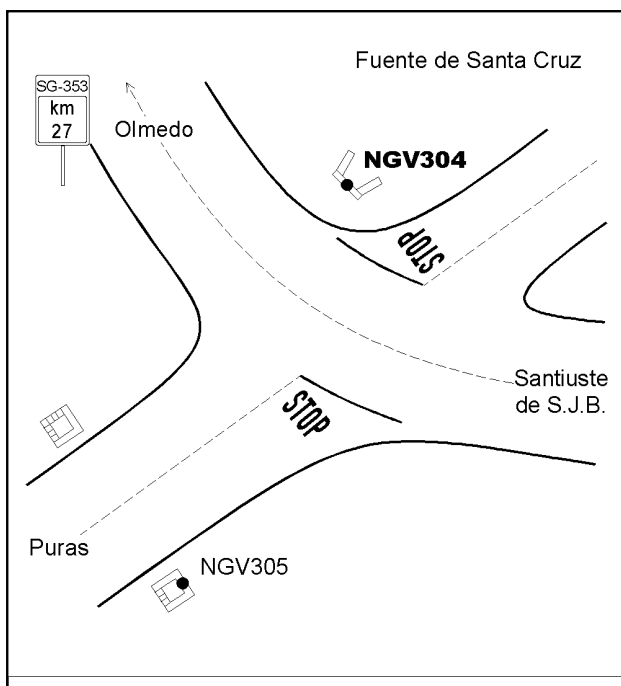 Fuente de Santa Cruz
SG-353
km
27
Olmedo
NGV304
STOP
Santiuste
de S.J.B.
STOP
Puras
NGV305